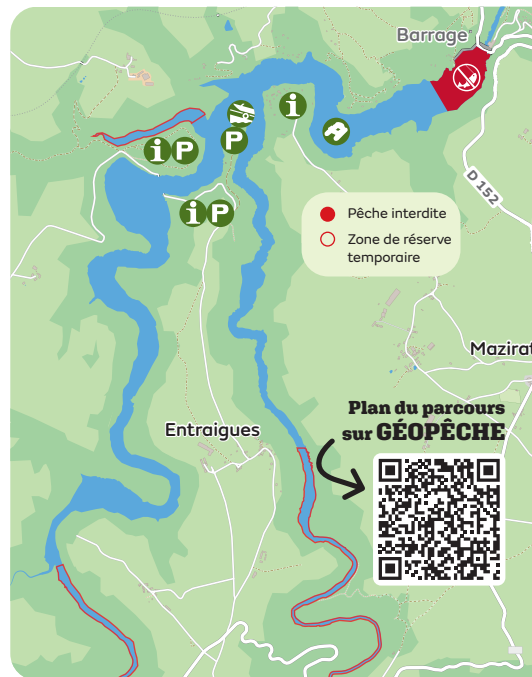 Barrage
i
i P
P
i P
D 152
Pêche interdite
Zone de réserve
temporaire
Mazirat
Entraigues
Plan du parcours
sur GÉOPÊCHE